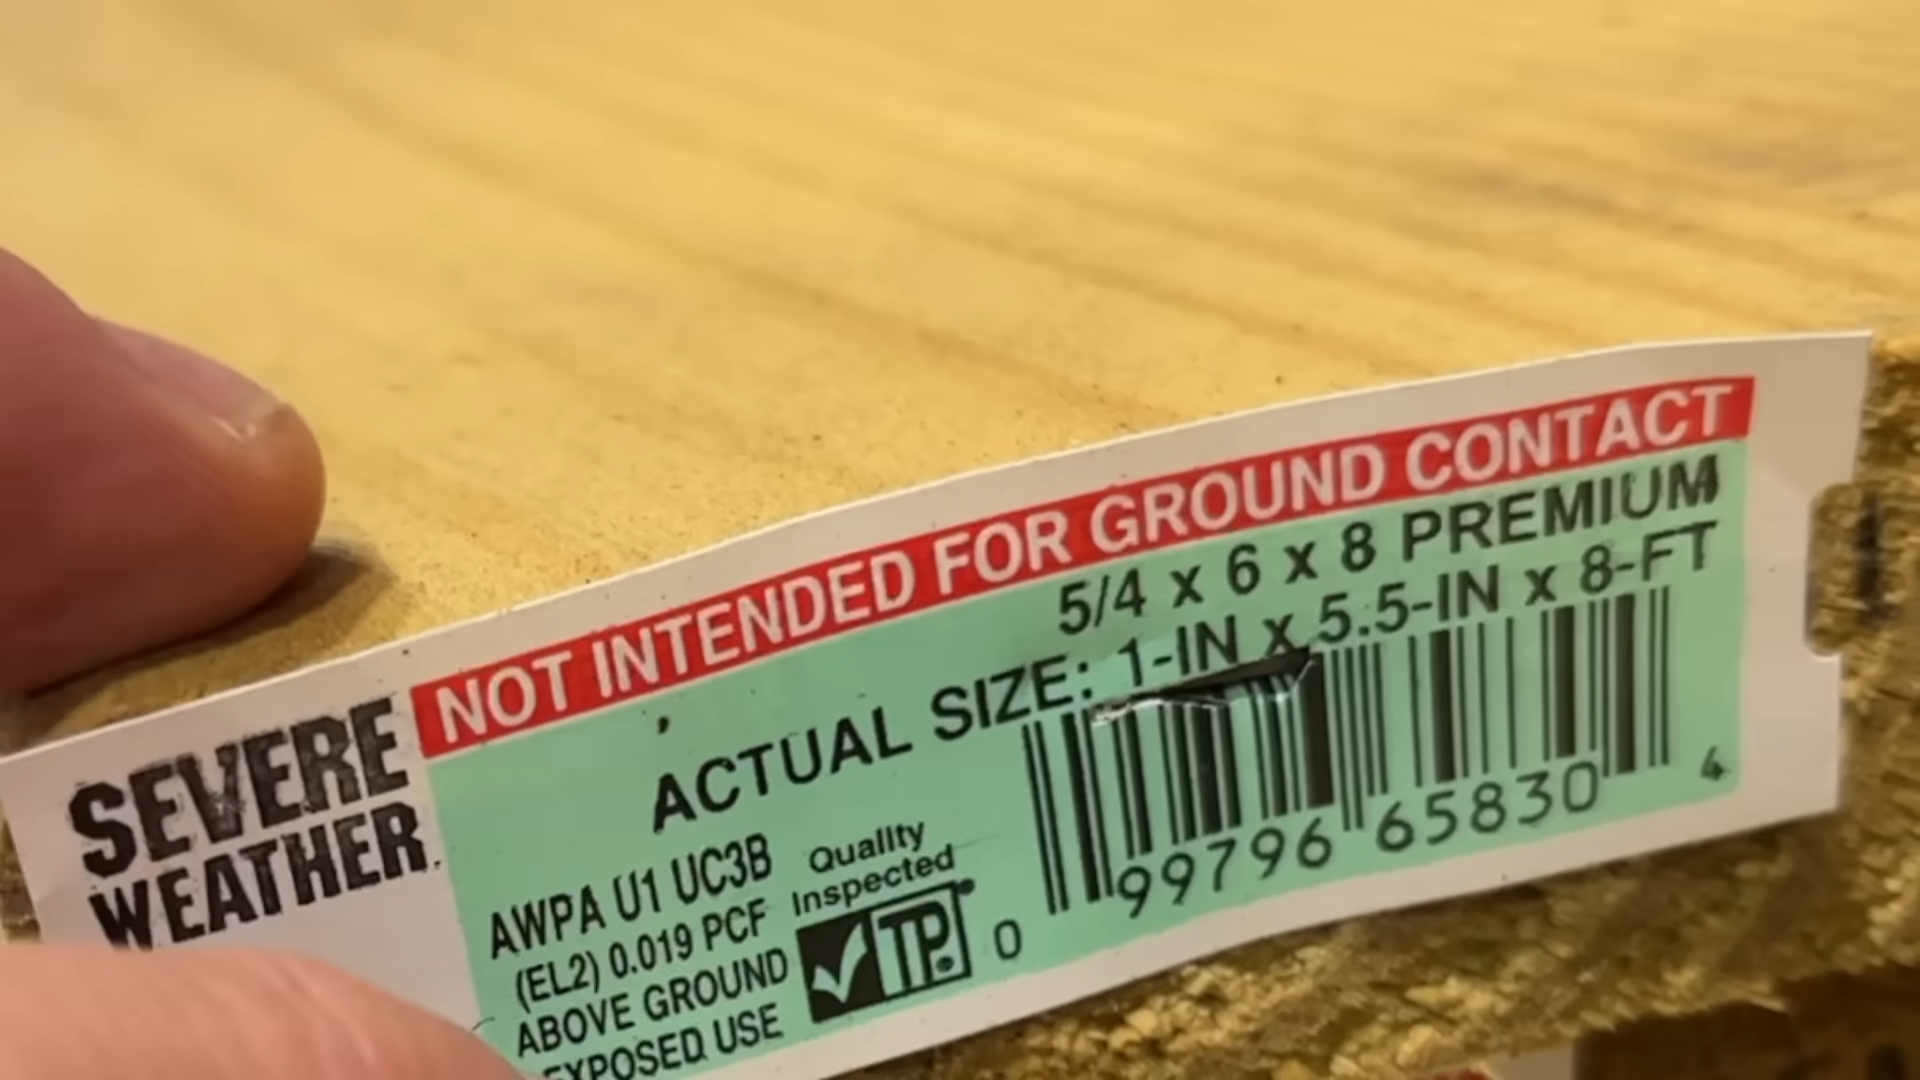 NOT INTENDED FOR GROUND CONTACT
5/4 x 6 x 8 PREMIUM
ACTUAL SIZE: 1-IN x 5.5-IN x 8-FT
SEVERE
WEATHER.
AWPA U1 UC3B
(EL2) 0.019 PCF
ABOVE GROUND
EXPOSED USE
Quality
Inspected
TP.
0 99796 65830 4